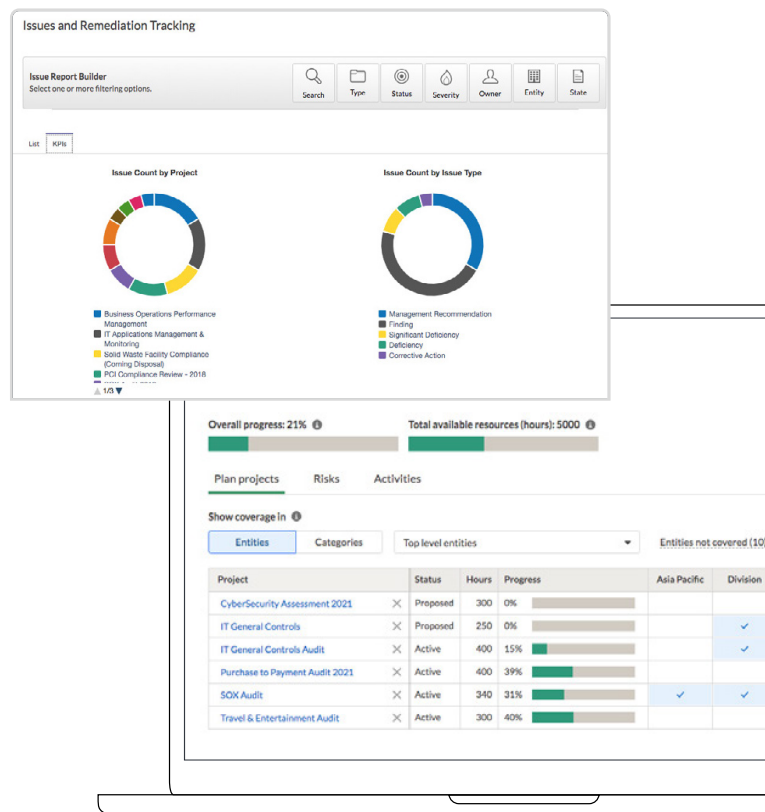 Issues and Remediation Tracking
Issue Report Builder
Select one or more filtering options.
Search
Type
Status
Severity
Owner
Entity
State
List
KPIs
Issue Count by Project
Business Operations Performance
Management
IT Applications Management &
Monitoring
Solid Waste Facility Compliance
(Corning Disposal)
PCI Compliance Review - 2018
1/3
Issue Count by Issue Type
Management Recommendation
Finding
Significant Deficiency
Deficiency
Corrective Action
Overall progress: 21%
Total available resources (hours): 5000
Plan projects
Risks
Activities
Show coverage in
Entities
Categories
Top level entities
Entities not covered (10)
Project Status Hours Progress Asia Pacific Division
CyberSecurity Assessment 2021 Proposed 300 0%
IT General Controls Proposed 250 0%
IT General Controls Audit Active 400 15%
Purchase to Payment Audit 2021 Active 400 39%
SOX Audit Active 340 31%
Travel & Entertainment Audit Active 300 40%